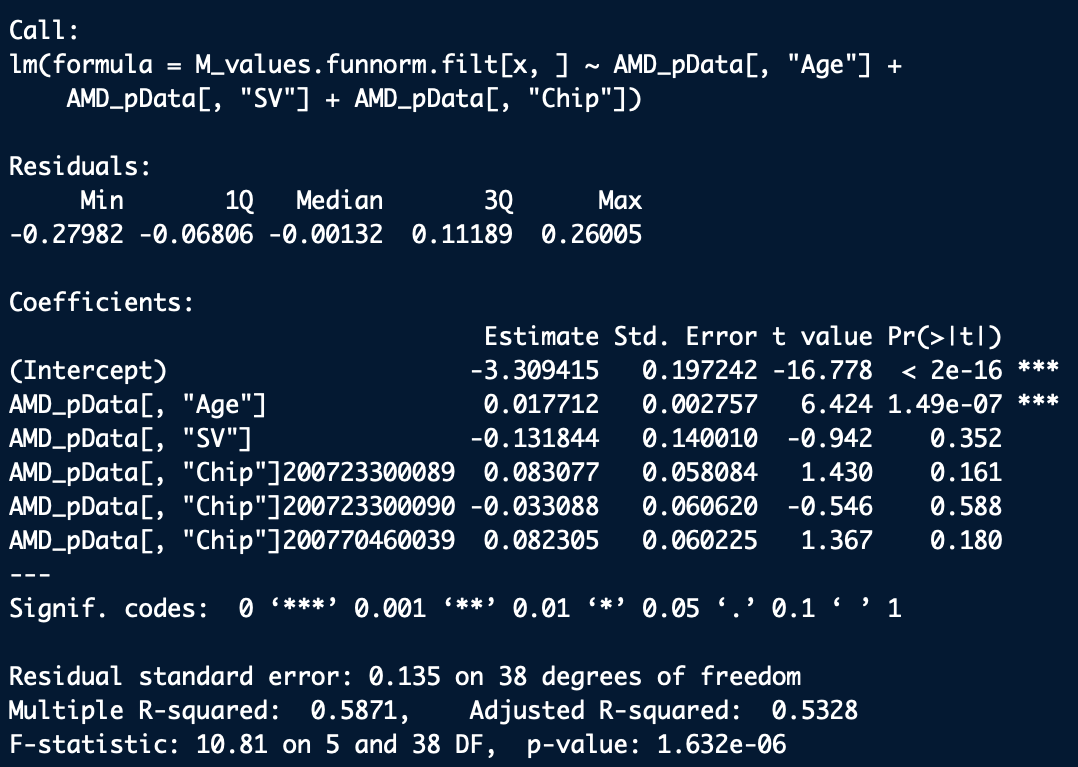 Call:
lm(formula = M_values.funnorm.filt[x, ] ~ AMD_pData[, "Age"] +
    AMD_pData[, "SV"] + AMD_pData[, "Chip"])

Residuals:
     Min       1Q   Median       3Q      Max
-0.27982 -0.06806 -0.00132  0.11189  0.26005

Coefficients:
                                 Estimate Std. Error t value Pr(>|t|)
(Intercept)                     -3.309415   0.197242 -16.778  < 2e-16 ***
AMD_pData[, "Age"]               0.017712   0.002757   6.424 1.49e-07 ***
AMD_pData[, "SV"]               -0.131844   0.140010  -0.942    0.352
AMD_pData[, "Chip"]200723300089  0.083077   0.058084   1.430    0.161
AMD_pData[, "Chip"]200723300090 -0.033088   0.060620  -0.546    0.588
AMD_pData[, "Chip"]200770460039  0.082305   0.060225   1.367    0.180
---
Signif. codes:  0 ‘***’ 0.001 ‘**’ 0.01 ‘*’ 0.05 ‘.’ 0.1 ‘ ’ 1

Residual standard error: 0.135 on 38 degrees of freedom
Multiple R-squared:  0.5871,    Adjusted R-squared:  0.5328
F-statistic: 10.81 on 5 and 38 DF,  p-value: 1.632e-06